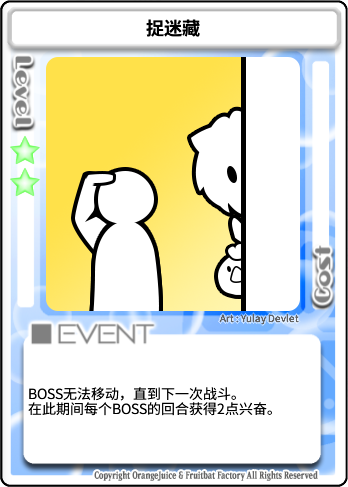 捉迷藏
Level
Cost
Art : Yulay Devlet
EVENT
BOSS无法移动，直到下一次战斗。
在此期间每个BOSS的回合获得2点兴奋。
Copyright OrangeJuice & Fruitbat Factory All Rights Reserved